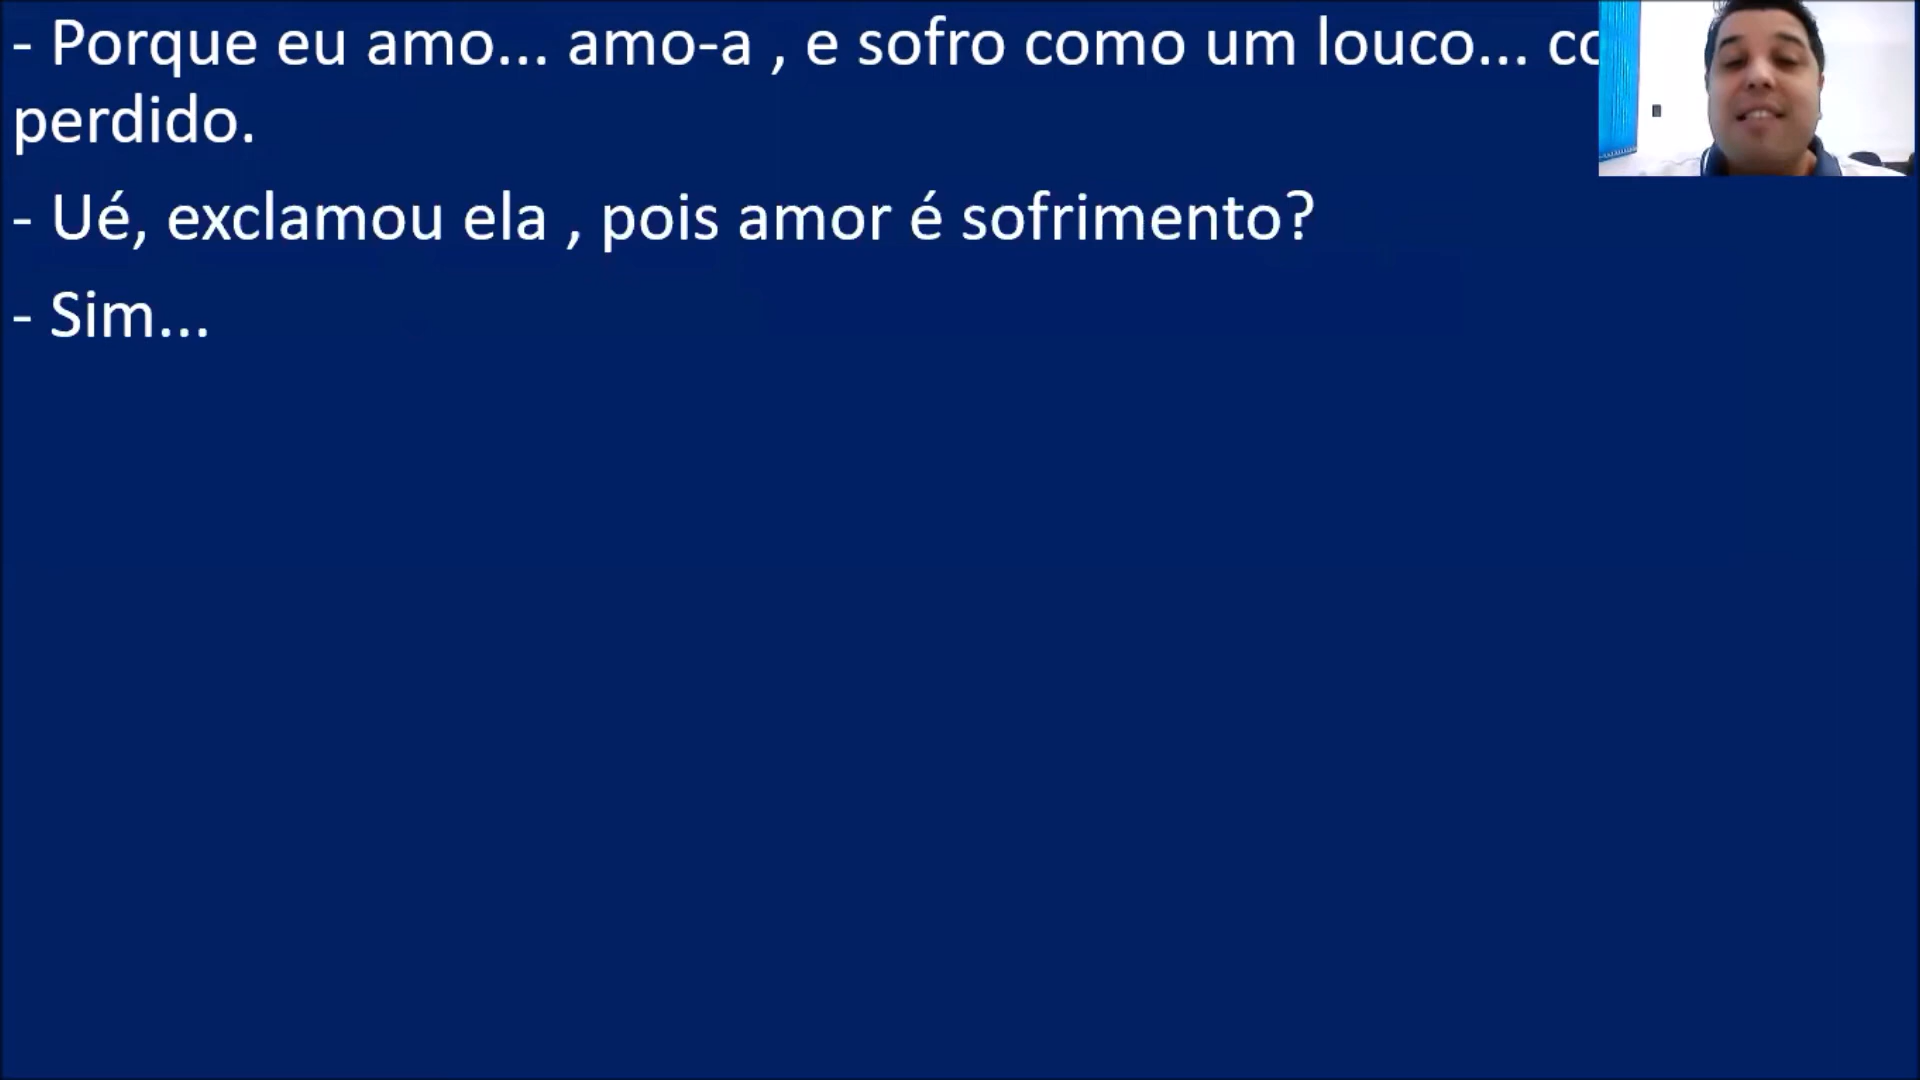 - Porque eu amo... amo-a , e sofro como um louco...
perdido.
- Ué, exclamou ela , pois amor é sofrimento?
- Sim...